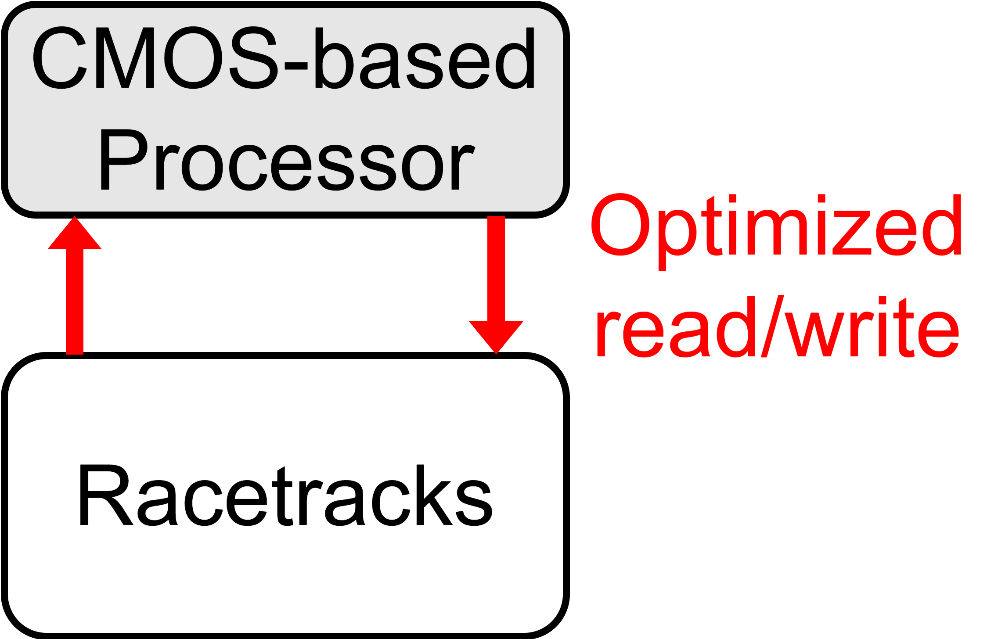 CMOS-based
Processor
Optimized
read/write
Racetracks